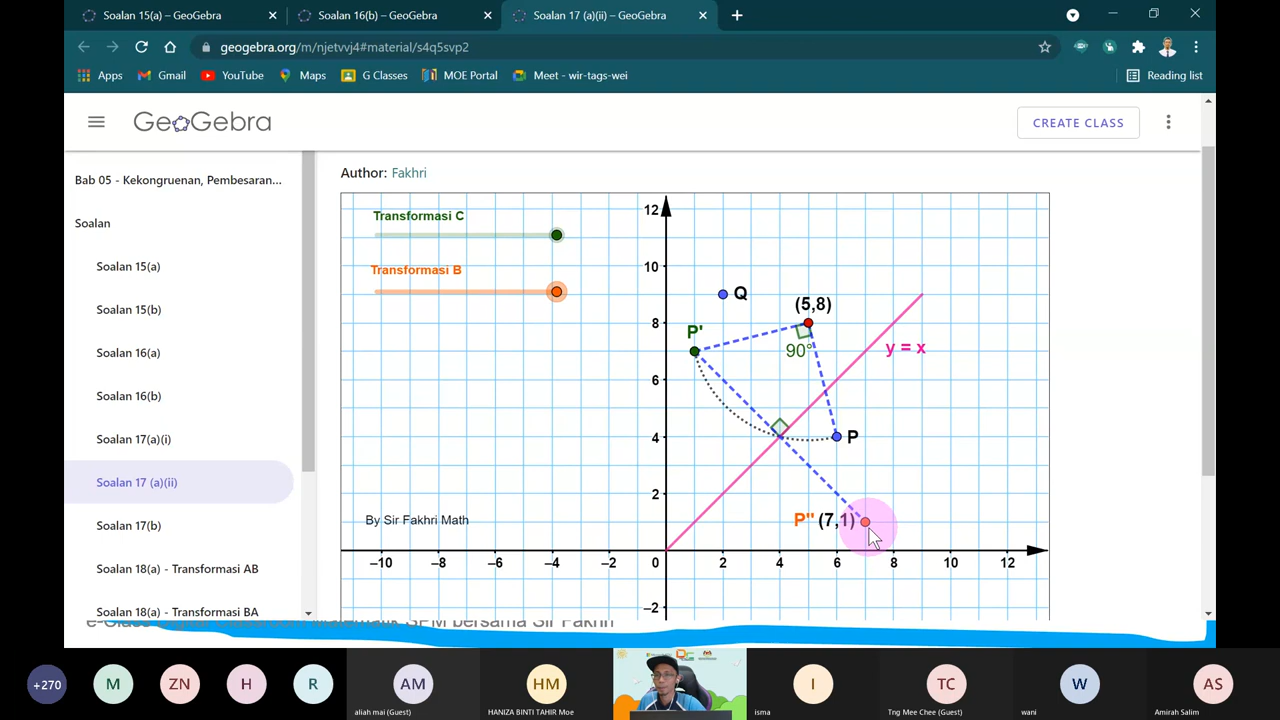 Soalan 15(a) – GeoGebra
Soalan 16(b) – GeoGebra
Soalan 17 (a)(ii) – GeoGebra
geogebra.org/m/njetvvj4#material/s4q5svp2
Apps
Gmail
YouTube
Maps
G Classes
MOE Portal
Meet - wir-tags-wei
Reading list
GeoGebra
CREATE CLASS
Bab 05 - Kekongruenan, Pembesaran...
Soalan
Soalan 15(a)
Soalan 15(b)
Soalan 16(a)
Soalan 16(b)
Soalan 17(a)(i)
Soalan 17 (a)(ii)
Soalan 17(b)
Soalan 18(a) - Transformasi AB
Soalan 18(a) - Transformasi BA
Author: Fakhri
Transformasi C
Transformasi B
12
10
8
6
4
2
–2
Q
(5,8)
P'
90°
y = x
P
P'' (7,1)
By Sir Fakhri Math
–10
–8
–6
–4
–2
0
2
4
6
8
10
12
+270
M
ZN
H
R
AM
aliah mai (Guest)
HM
HANIZA BINTI TAHIR Moe
I
isma
TC
Tng Mee Chee (Guest)
W
wani
AS
Amirah Salim